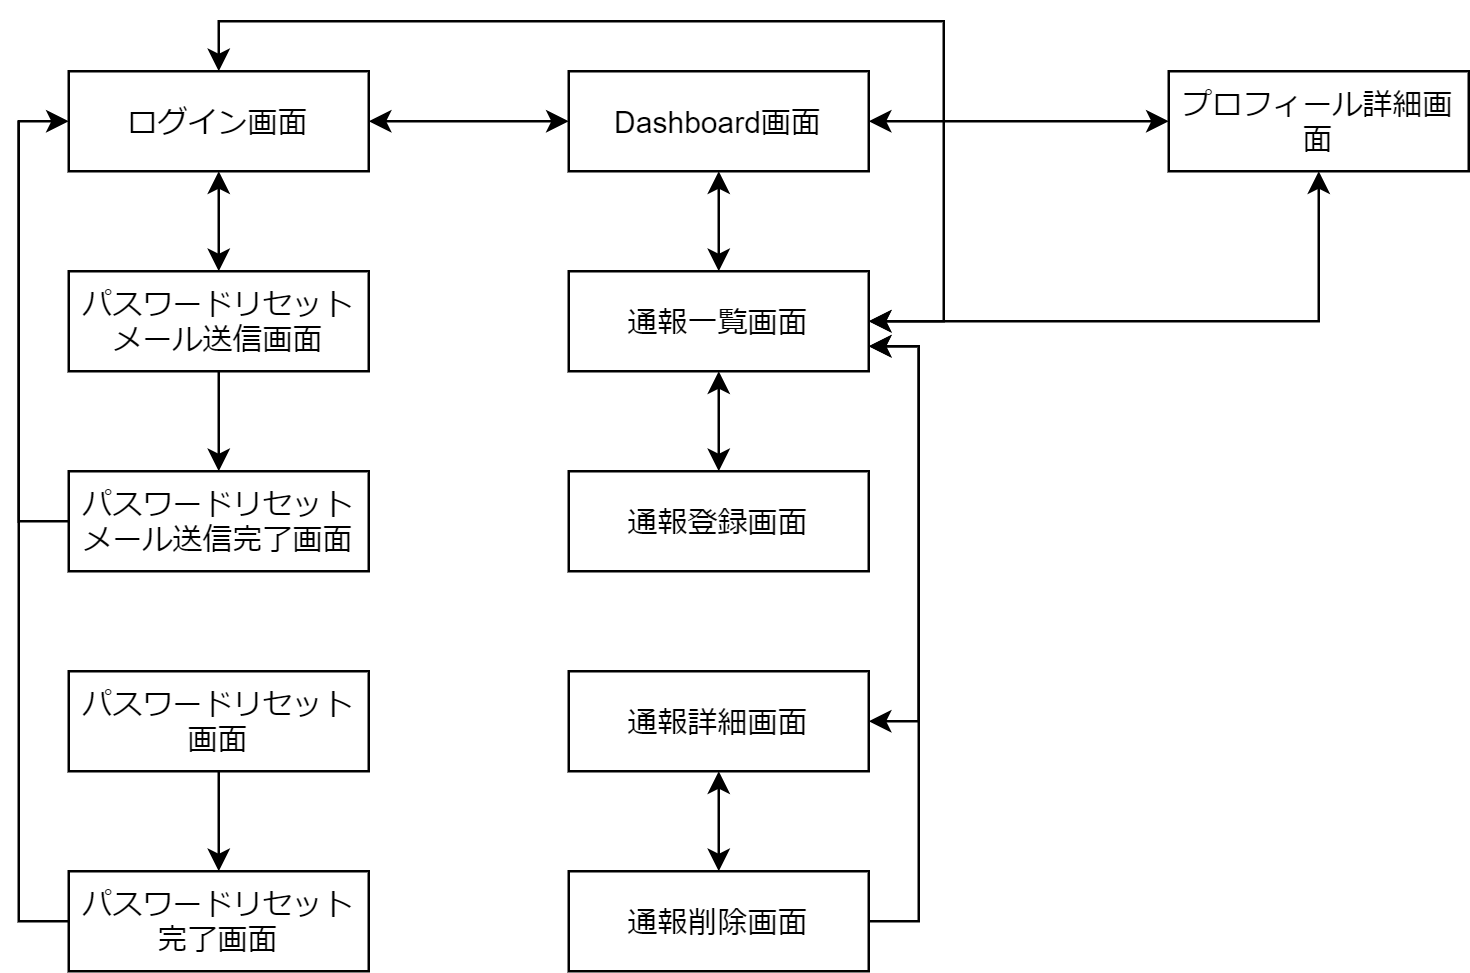 ログイン画面
Dashboard画面
プロフィール詳細画
面
パスワードリセット
メール送信画面
通報一覧画面
パスワードリセット
メール送信完了画面
通報登録画面
パスワードリセット
画面
通報詳細画面
パスワードリセット
完了画面
通報削除画面